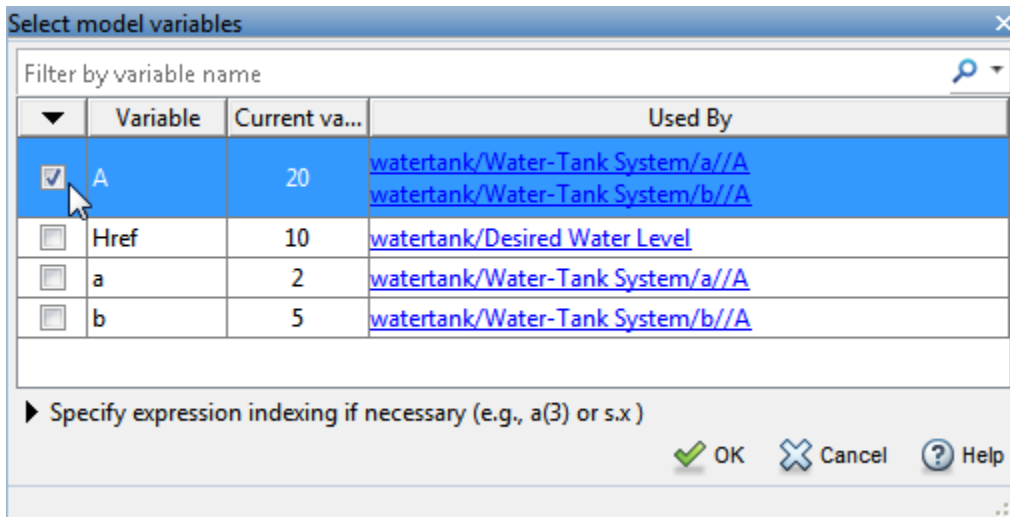 Select model variables
Filter by variable name
Variable Current va... Used By
A 20 watertank/Water-Tank System/a//A
watertank/Water-Tank System/b//A
Href 10 watertank/Desired Water Level
a 2 watertank/Water-Tank System/a//A
b 5 watertank/Water-Tank System/b//A
Specify expression indexing if necessary (e.g., a(3) or s.x )
OK Cancel Help